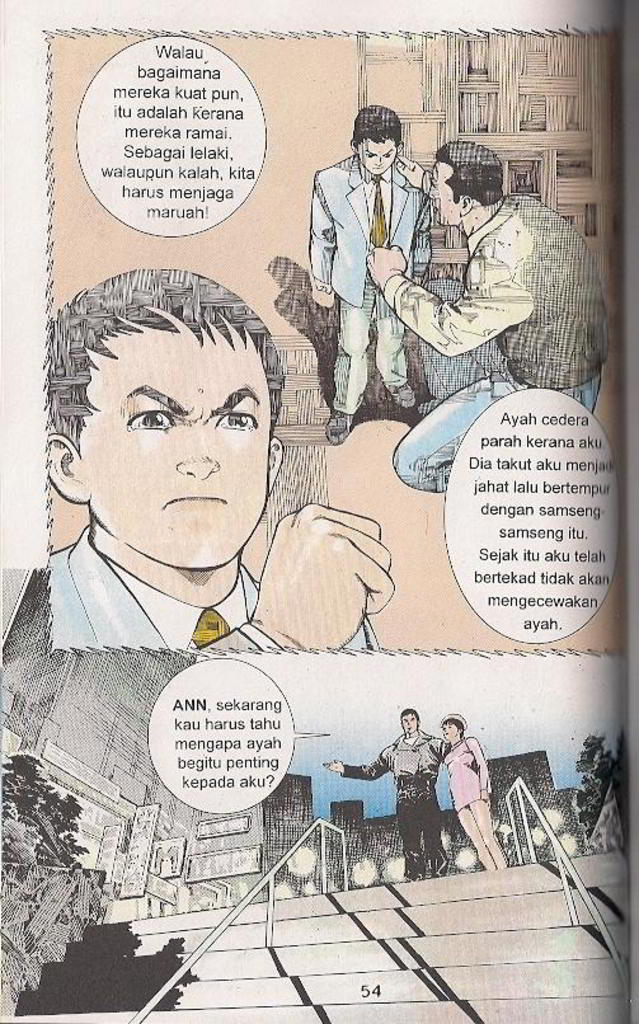 Walau
bagaimana
mereka kuat pun,
itu adalah kerana
mereka ramai.
Sebagai lelaki,
walaupun kalah, kita
harus menjaga
maruah!
Ayah cedera
parah kerana aku
Dia takut aku
jahat lalu
dengan samseng-
samseng itu.
Sejak itu aku telah
bertekad tidak akan
mengecewakan
ayah.
ANN, sekarang
kau harus tahu
mengapa ayah
begitu penting
kepada aku?
54